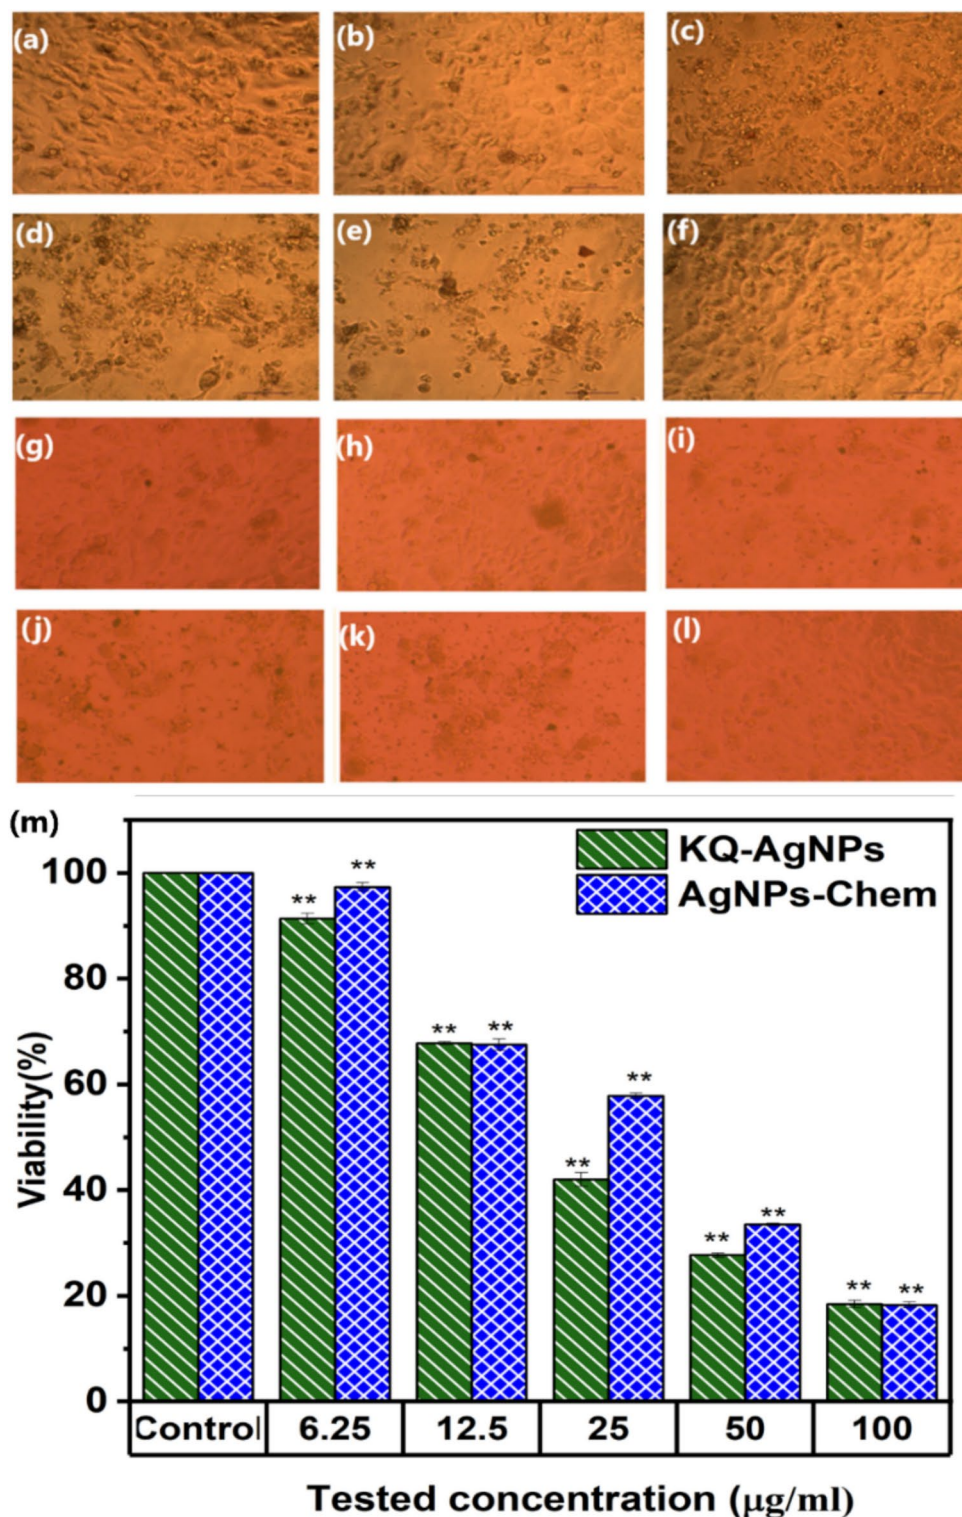 (a) (b) (c)
(d) (e) (f)
(g) (h) (i)
(j) (k) (l)
(m)
KQ-AgNPs
AgNPs-Chem
Viability(%)
100
80
60
40
20
0
** **
** **
** **
** **
** **
Control 6.25 12.5 25 50 100
Tested concentration (μg/ml)